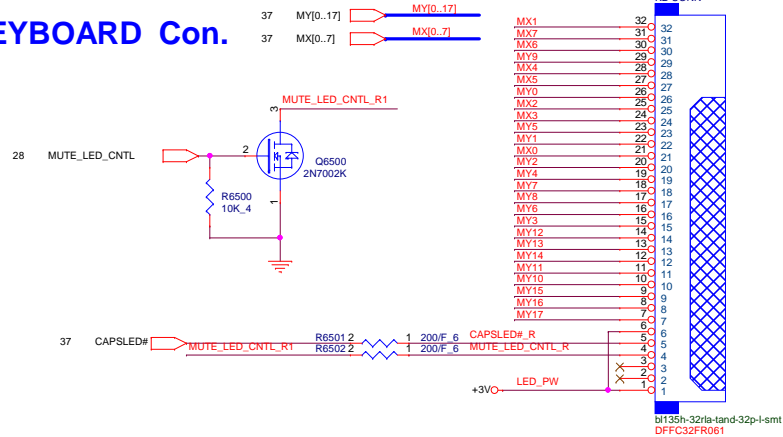 EYBOARD Con.
37 MY[0..17] MY[0..17]
37 MX[0..7] MX[0..7]
MUTE_LED_CNTL_R1
3
28 MUTE_LED_CNTL
2
Q6500
2N7002K
1
R6500
10K_4
MX1 32 32
MX7 31 31
MX6 30 30
MY9 29 29
MX4 28 28
MX5 27 27
MY0 26 26
MX2 25 25
MX3 24 24
MY5 23 23
MY1 22 22
MX0 21 21
MY2 20 20
MY4 19 19
MY7 18 18
MY8 17 17
MY6 16 16
MY3 15 15
MY12 14 14
MY13 13 13
MY14 12 12
MY11 11 11
MY10 10 10
MY15 9 9
MY16 8 8
MY17 7 7
6 6
37 CAPSLED# R6501 2 1 200/F_6 CAPSLED#_R 5 5
MUTE_LED_CNTL_R1 R6502 2 1 200/F_6 MUTE_LED_CNTL_R 4 4
3 3
2 2
+3V LED_PW 1 1
bl135h-32rla-tand-32p-l-smt
DFFC32FR061